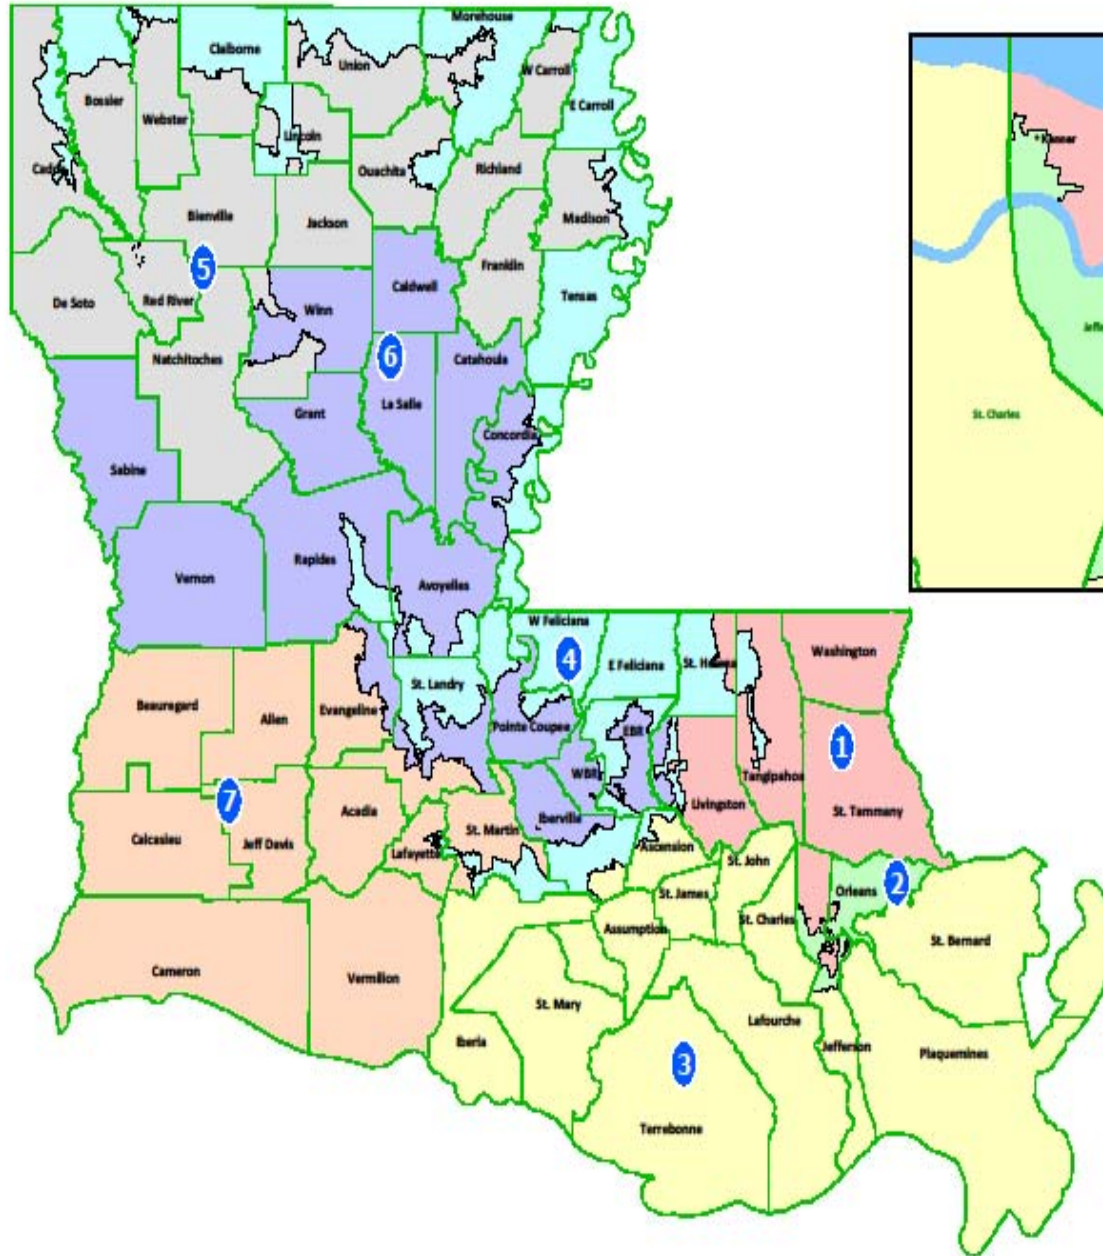 Morehouse
Claiborne
Union
W Carroll
Bossier
E Carroll
Webster
Lincoln
Caddo
Ouachita
Richland
Bienville
Jackson
Madison
5
Franklin
De Soto
Red River
Caldwell
Tensas
Winn
Natchitoches
6
Catahoula
La Salle
Grant
Concordia
Sabine
Rapides
Vernon
Avoyelles
W Feliciana
4
E Feliciana
St. Helena
Washington
St. Landry
Beauregard
Evangeline
Allen
Pointe Coupee
EBR
1
WBR
Tangipahoa
7
Livingston
St. Tammany
Acadia
Iberville
Calcasieu
Jeff Davis
St. Martin
Lafayette
Ascension
St. John
2
Orleans
St. James
St. Charles
Assumption
St. Bernard
Cameron
Vermilion
St. Mary
Lafourche
Iberia
Jefferson
Plaquemines
3
Terrebonne
Kenner
St. Charles